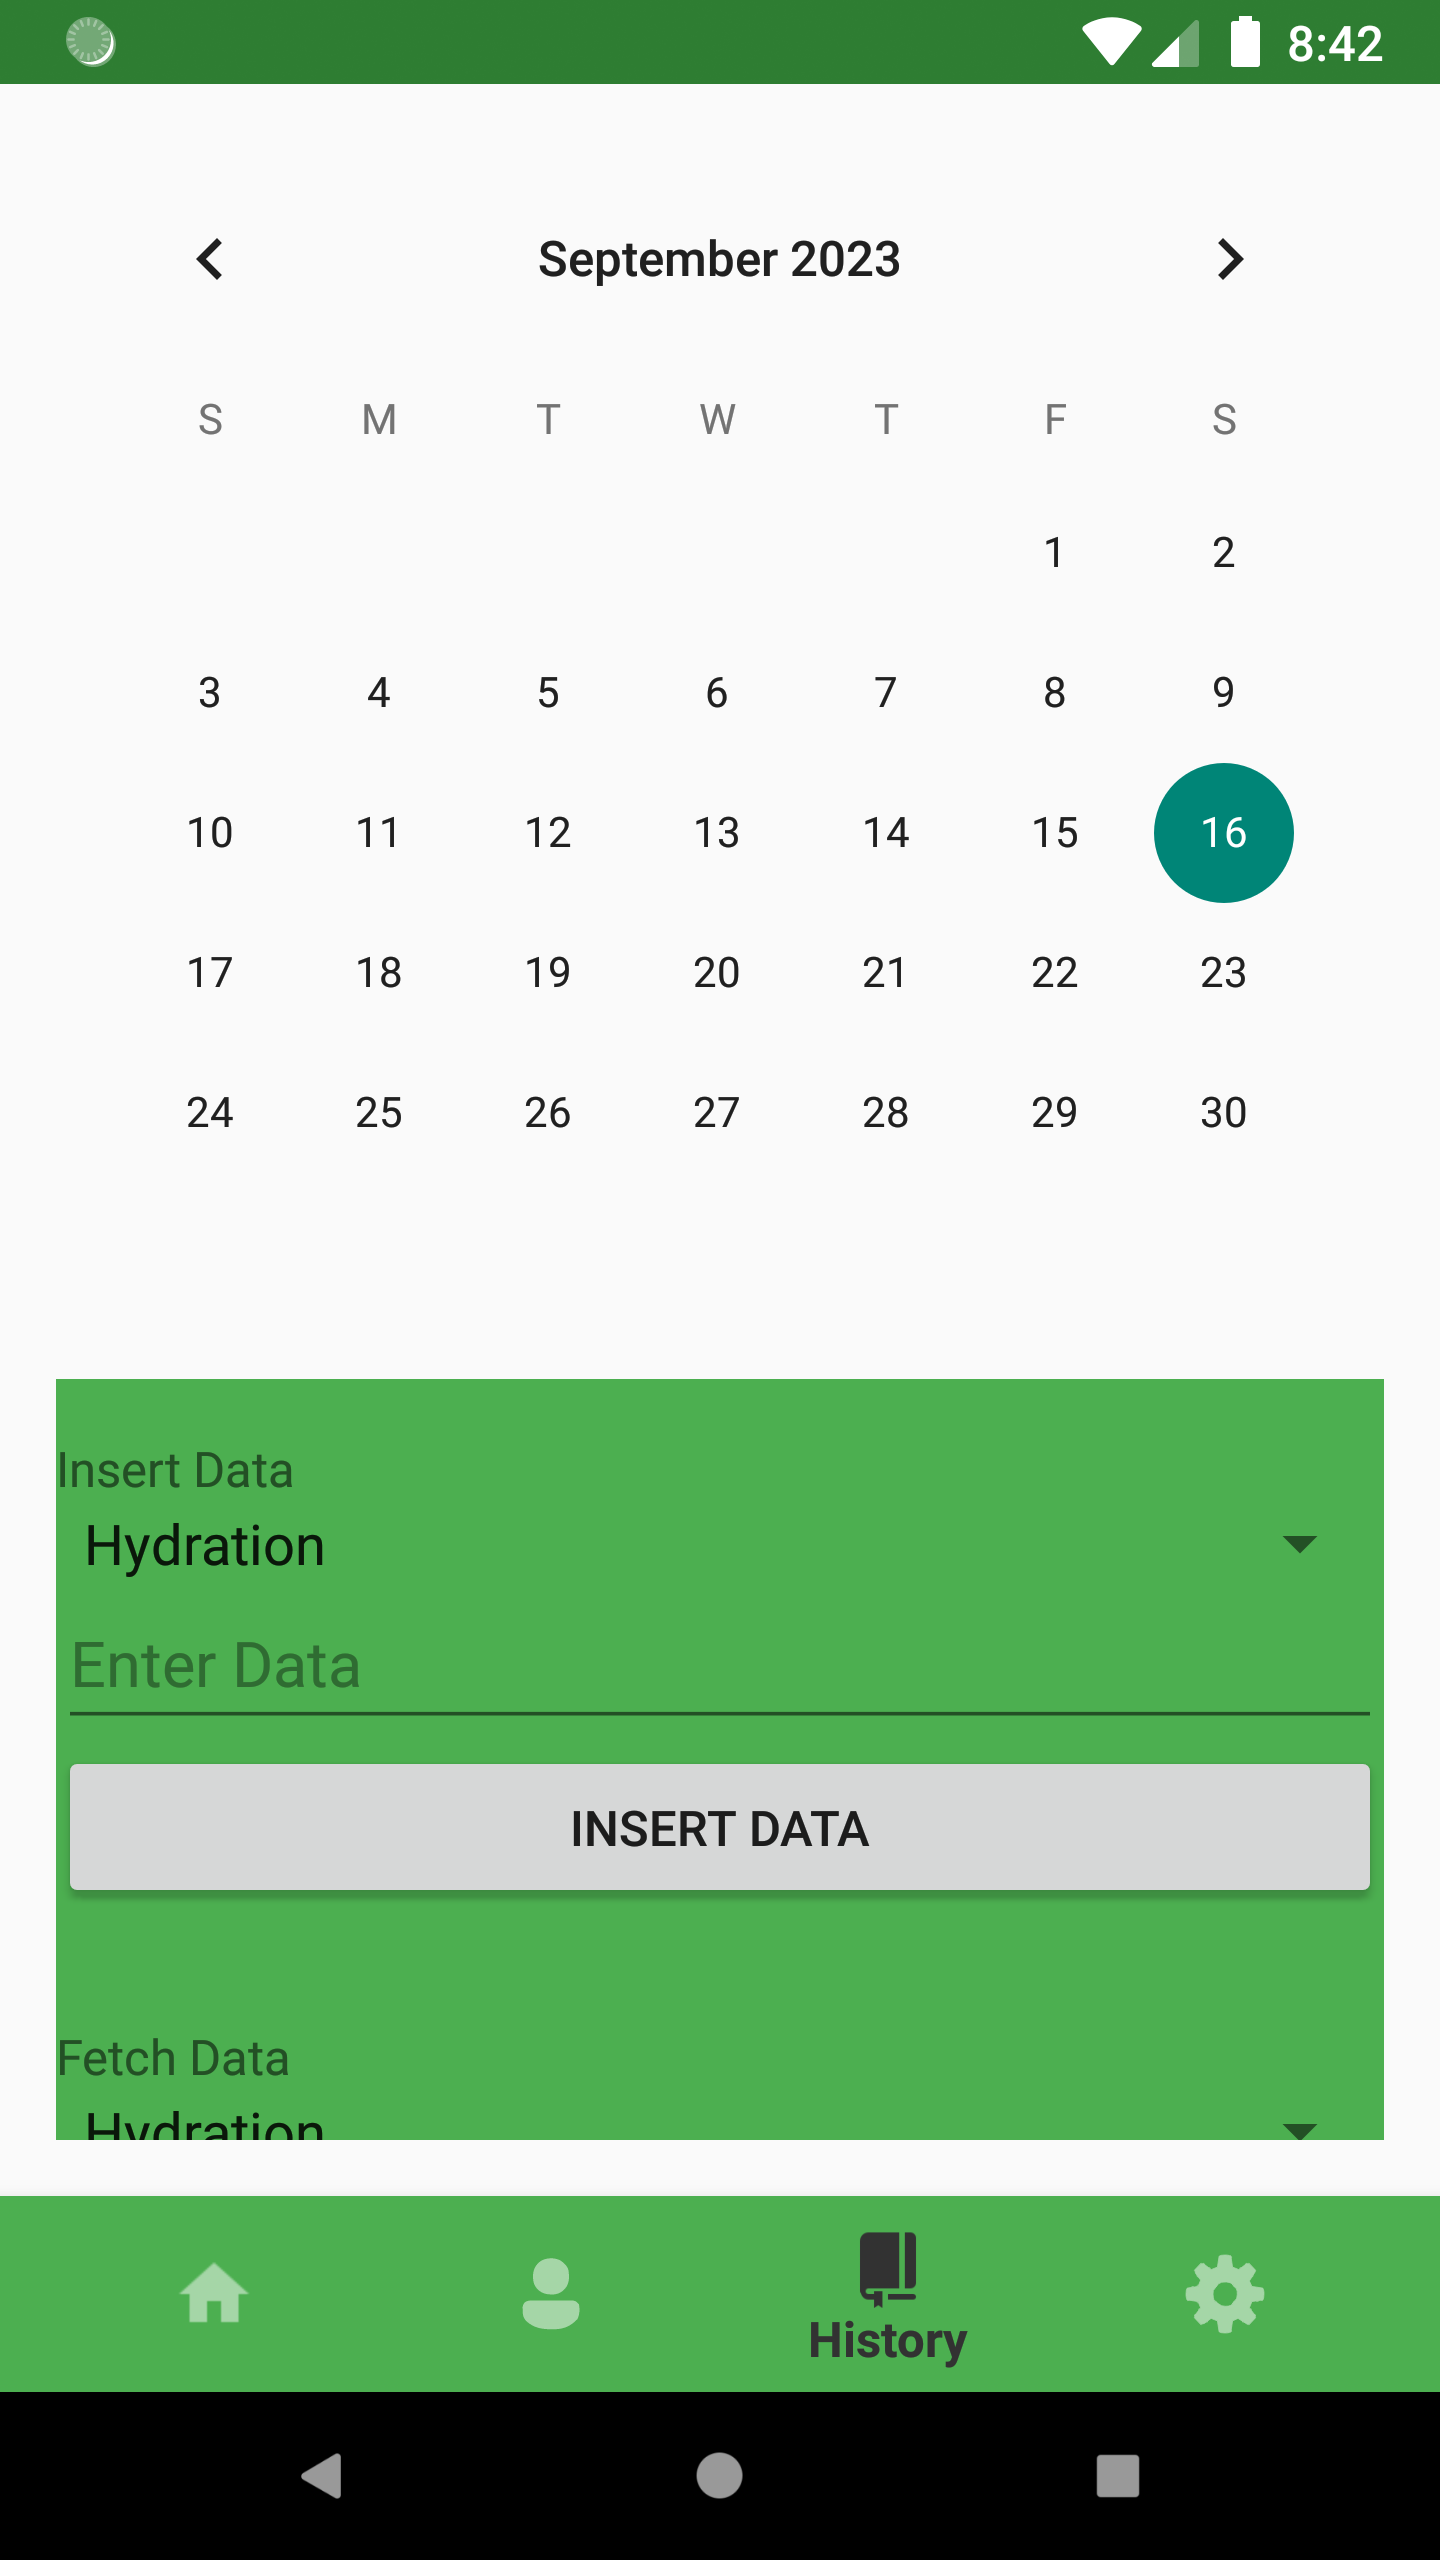 8:42
September 2023
S M T W T F S
1 2
3 4 5 6 7 8 9
10 11 12 13 14 15 16
17 18 19 20 21 22 23
24 25 26 27 28 29 30
Insert Data
Hydration
Enter Data
INSERT DATA
Fetch Data
Hydration
History